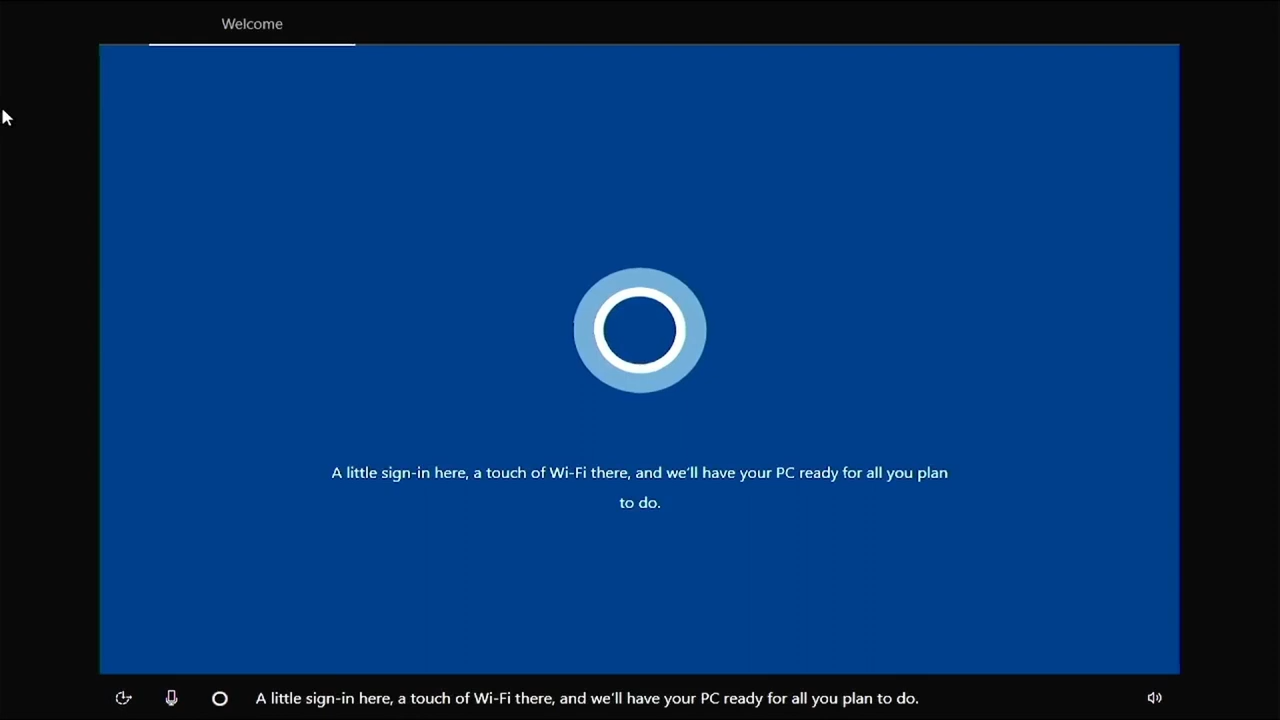 Welcome
A little sign-in here, a touch of Wi-Fi there, and we'll have your PC ready for all you plan
to do.
A little sign-in here, a touch of Wi-Fi there, and we'll have your PC ready for all you plan to do.